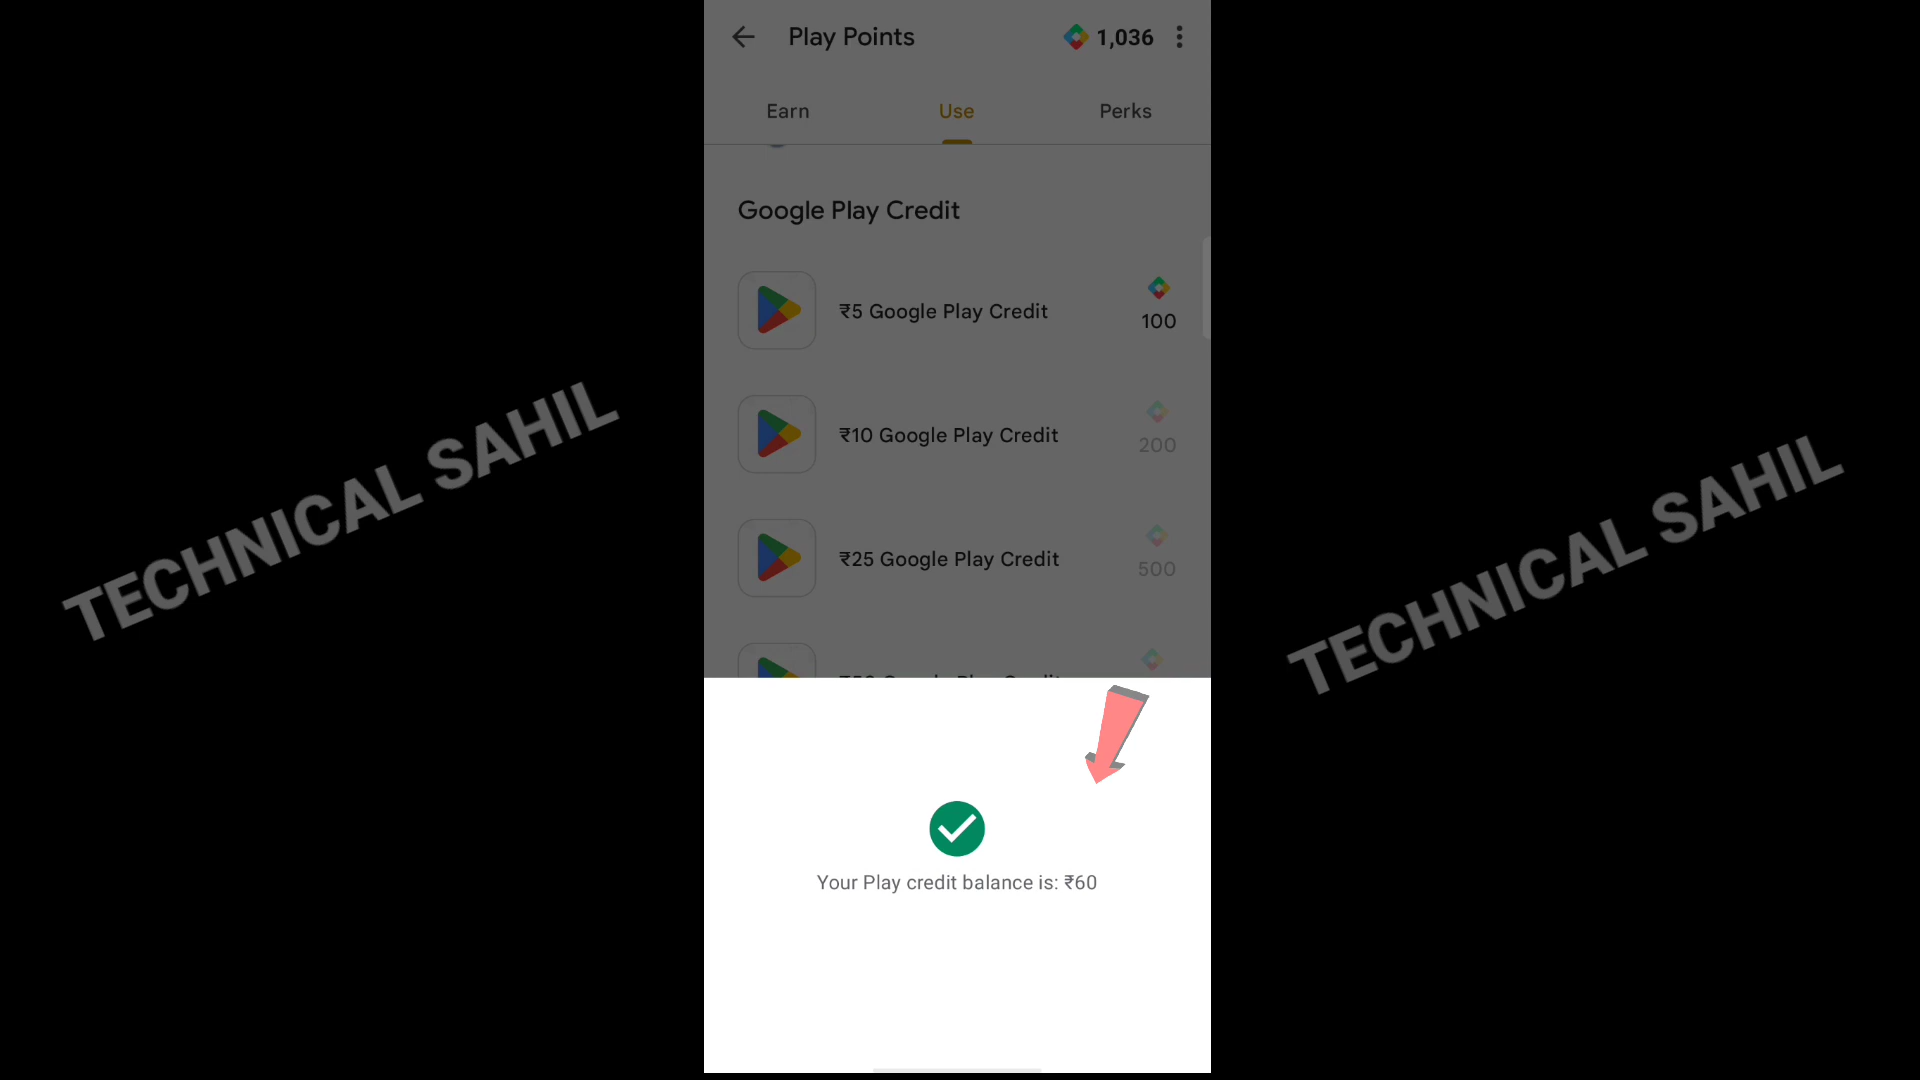 Play Points
1,036
Earn
Use
Perks
Google Play Credit
₹5 Google Play Credit
100
₹10 Google Play Credit
200
₹25 Google Play Credit
500
Your Play credit balance is: ₹60
TECHNICAL SAHIL
TECHNICAL SAHIL